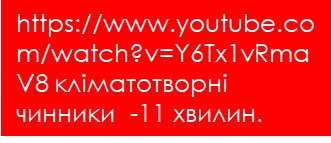 https://www.youtube.co
m/watch?v=Y6Tx1vRma
V8 кліматотворні
чинники  -11 хвилин.